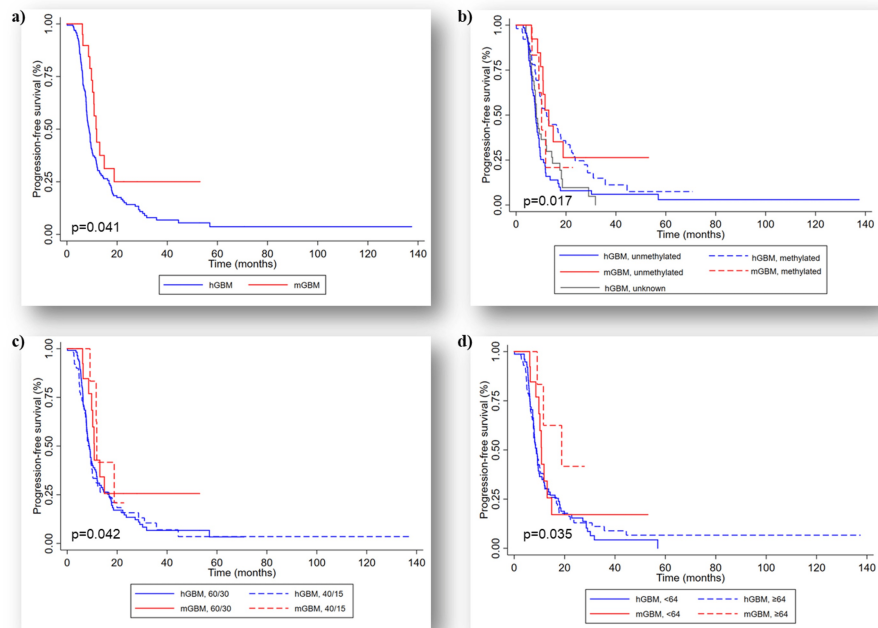 a)
Progression-free survival (%)
1.00
0.75
0.50
0.25
0.00
p=0.041
0 20 40 60 80 100 120 140
Time (months)
hGBM mGBM
b)
Progression-free survival (%)
1.00
0.75
0.50
0.25
0.00
p=0.017
0 20 40 60 80 100 120 140
Time (months)
hGBM, unmethylated hGBM, methylated
mGBM, unmethylated mGBM, methylated
hGBM, unknown
c)
Progression-free survival (%)
1.00
0.75
0.50
0.25
0.00
p=0.042
0 20 40 60 80 100 120 140
Time (months)
hGBM, 60/30 hGBM, 40/15
mGBM, 60/30 mGBM, 40/15
d)
Progression-free survival (%)
1.00
0.75
0.50
0.25
0.00
p=0.035
0 20 40 60 80 100 120 140
Time (months)
hGBM, <64 hGBM, ≥64
mGBM, <64 mGBM, ≥64